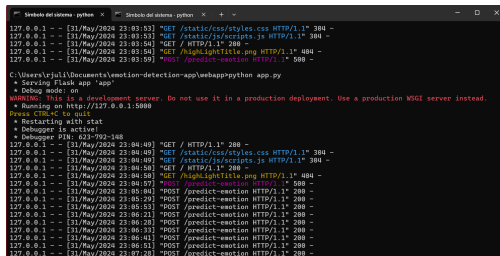 Símbolo del sistema - python
Símbolo del sistema - python
127.0.0.1 - - [31/May/2024 23:03:53] "GET /static/css/styles.css HTTP/1.1" 304 -
127.0.0.1 - - [31/May/2024 23:03:53] "GET /static/js/scripts.js HTTP/1.1" 304 -
127.0.0.1 - - [31/May/2024 23:03:54] "GET / HTTP/1.1" 200 -
127.0.0.1 - - [31/May/2024 23:03:54] "GET /highLightTitle.png HTTP/1.1" 404 -
127.0.0.1 - - [31/May/2024 23:03:59] "POST /predict-emotion HTTP/1.1" 500 -
C:\Users\rjuli\Documents\emotion-detection-app\webapp>python app.py
* Serving Flask app 'app'
* Debug mode: on
WARNING: This is a development server. Do not use it in a production deployment. Use a production WSGI server instead.
* Running on http://127.0.0.1:5000
Press CTRL+C to quit
* Restarting with stat
* Debugger is active!
* Debugger PIN: 623-792-148
127.0.0.1 - - [31/May/2024 23:04:49] "GET / HTTP/1.1" 200 -
127.0.0.1 - - [31/May/2024 23:04:49] "GET /static/css/styles.css HTTP/1.1" 304 -
127.0.0.1 - - [31/May/2024 23:04:49] "GET /static/js/scripts.js HTTP/1.1" 304 -
127.0.0.1 - - [31/May/2024 23:04:50] "GET / HTTP/1.1" 200 -
127.0.0.1 - - [31/May/2024 23:04:50] "GET /highLightTitle.png HTTP/1.1" 404 -
127.0.0.1 - - [31/May/2024 23:04:57] "POST /predict-emotion HTTP/1.1" 500 -
127.0.0.1 - - [31/May/2024 23:05:04] "POST /predict-emotion HTTP/1.1" 200 -
127.0.0.1 - - [31/May/2024 23:05:29] "POST /predict-emotion HTTP/1.1" 200 -
127.0.0.1 - - [31/May/2024 23:05:53] "POST /predict-emotion HTTP/1.1" 200 -
127.0.0.1 - - [31/May/2024 23:06:21] "POST /predict-emotion HTTP/1.1" 200 -
127.0.0.1 - - [31/May/2024 23:06:28] "POST /predict-emotion HTTP/1.1" 200 -
127.0.0.1 - - [31/May/2024 23:06:33] "POST /predict-emotion HTTP/1.1" 200 -
127.0.0.1 - - [31/May/2024 23:06:41] "POST /predict-emotion HTTP/1.1" 200 -
127.0.0.1 - - [31/May/2024 23:06:51] "POST /predict-emotion HTTP/1.1" 200 -
127.0.0.1 - - [31/May/2024 23:07:28] "POST /predict-emotion HTTP/1.1" 200 -